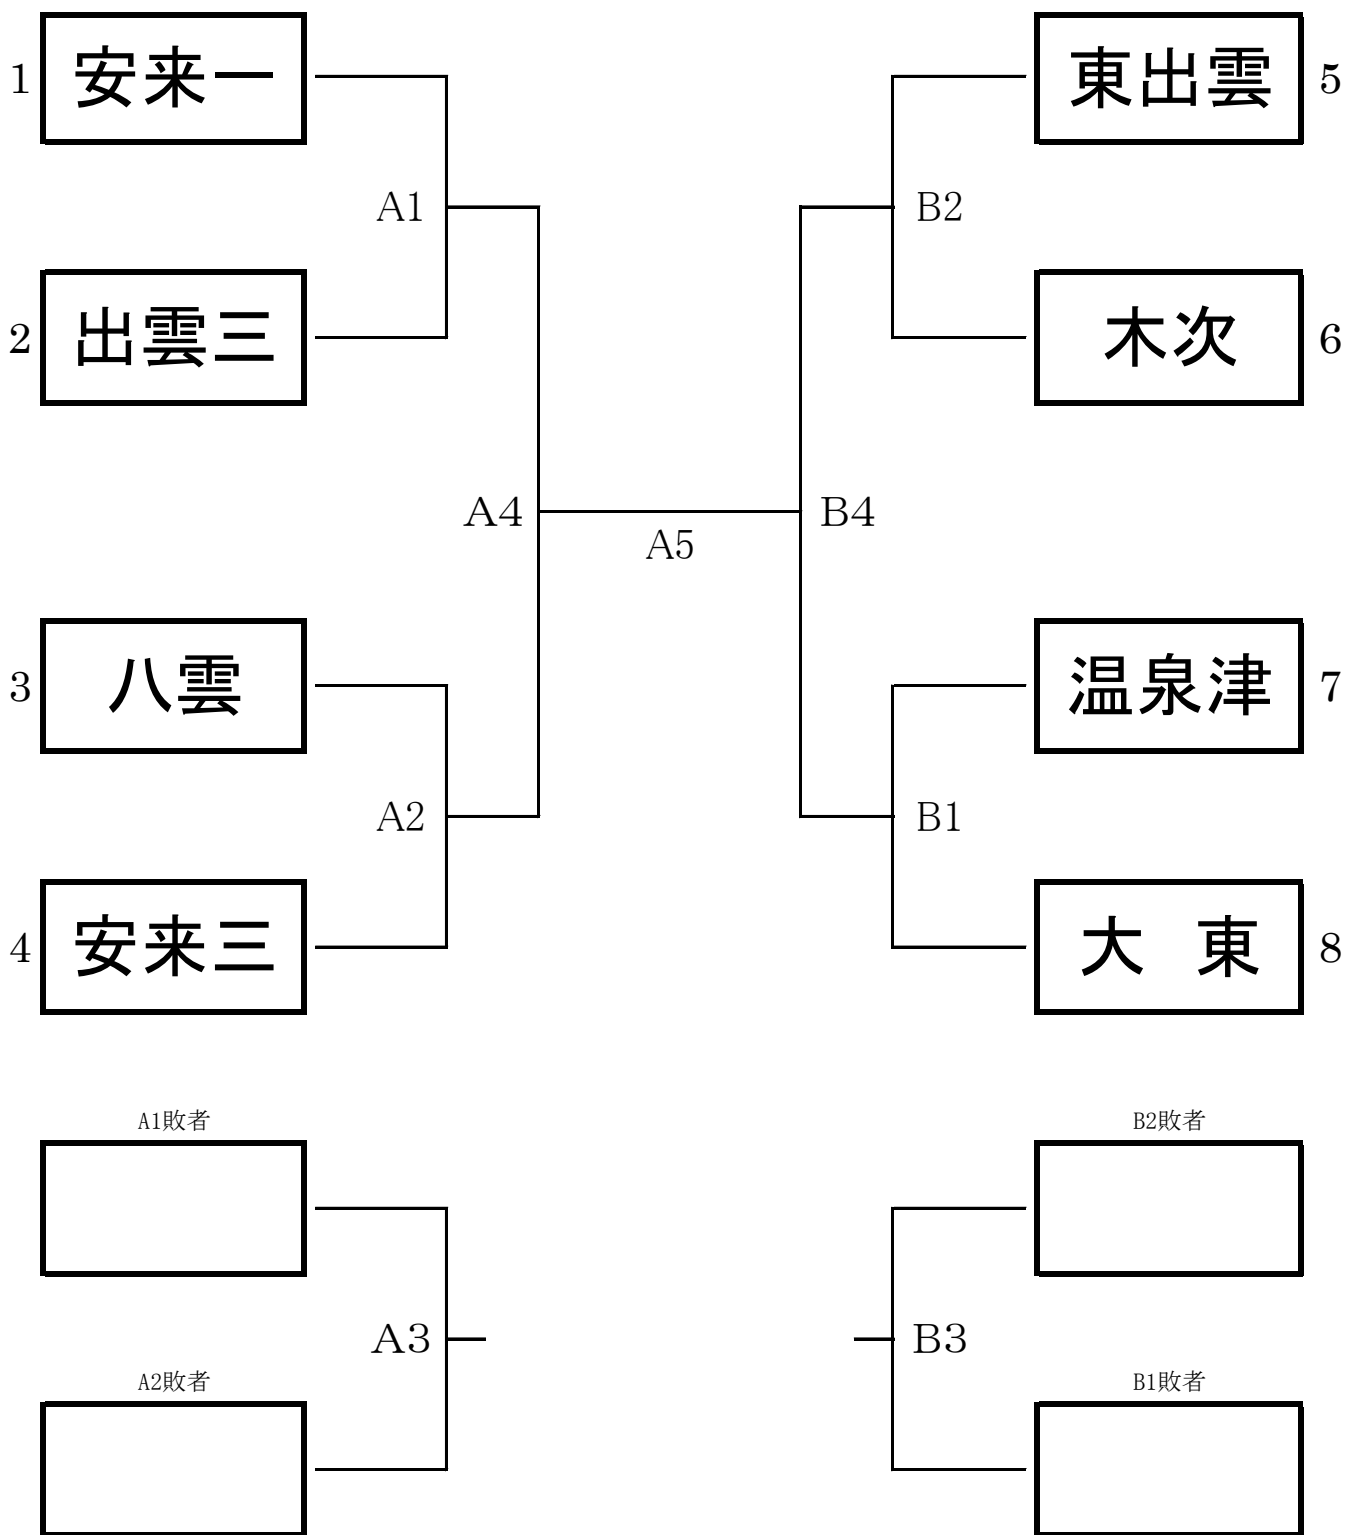 1 安来一
東出雲 5
A1
B2
2 出雲三
木次 6
A4
B4
A5
3 八雲
温泉津 7
A2
B1
4 安来三
大 東 8
A1敗者
B2敗者
A3
B3
A2敗者
B1敗者